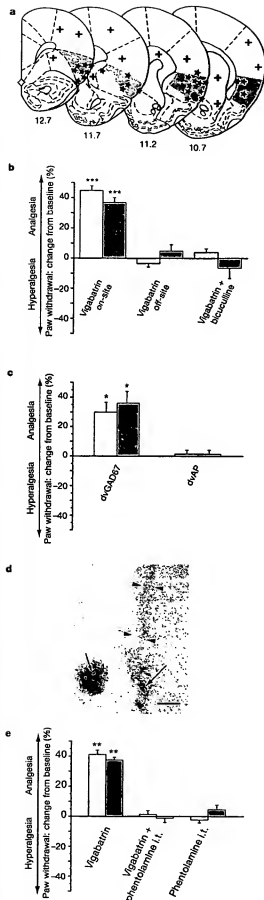 a
12.7
11.7
11.2
10.7
b
Analgesia
Hyperalgesia
Paw withdrawal: change from baseline (%)
40
20
0
−20
−40
***
***
Vigabatrin
on-site
Vigabatrin
off-site
Vigabatrin +
bicuculline
c
Analgesia
Hyperalgesia
Paw withdrawal: change from baseline (%)
40
20
0
−20
−40
*
*
dvGAD67
dvAP
d
e
Analgesia
Hyperalgesia
Paw withdrawal: change from baseline (%)
40
20
0
−20
−40
**
**
Vigabatrin
Vigabatrin +
phentolamine i.t.
Phentolamine i.t.